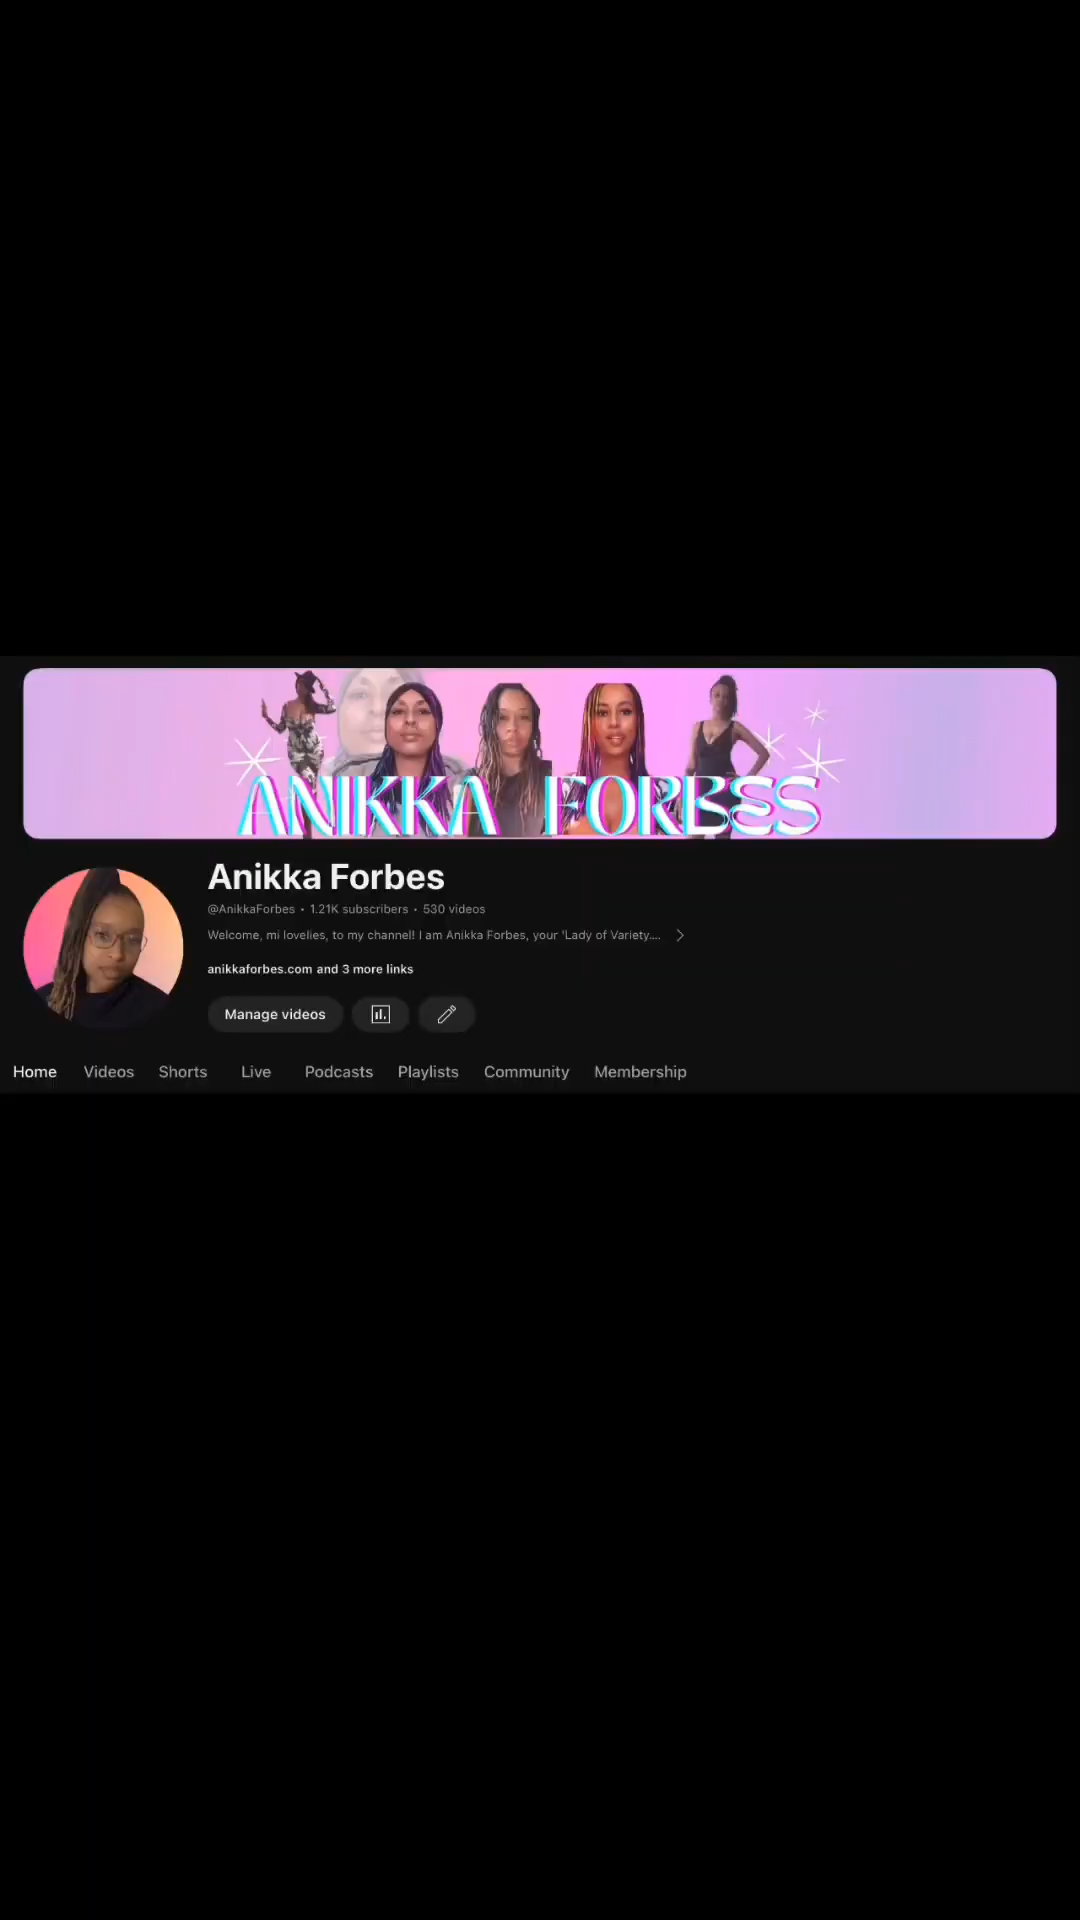 ANIKKA FORBES
Anikka Forbes
@AnikkaForbes • 1.21K subscribers • 530 videos
Welcome, mi lovelies, to my channel! I am Anikka Forbes, your 'Lady of Variety....
anikkaforbes.com and 3 more links
Manage videos
Home Videos Shorts Live Podcasts Playlists Community Membership